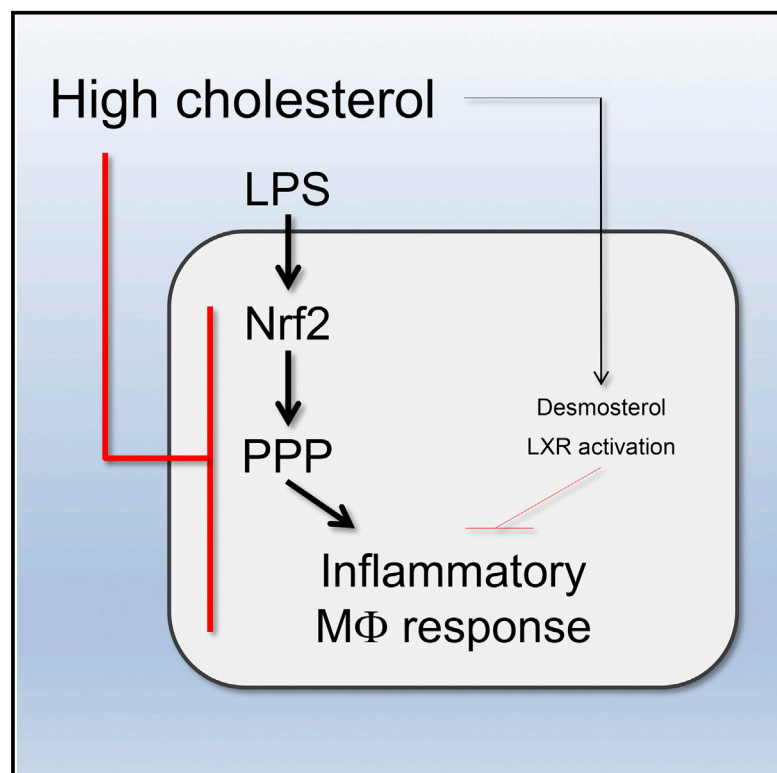 High cholesterol
LPS
Nrf2
PPP
Desmosterol
LXR activation
Inflammatory
MΦ response